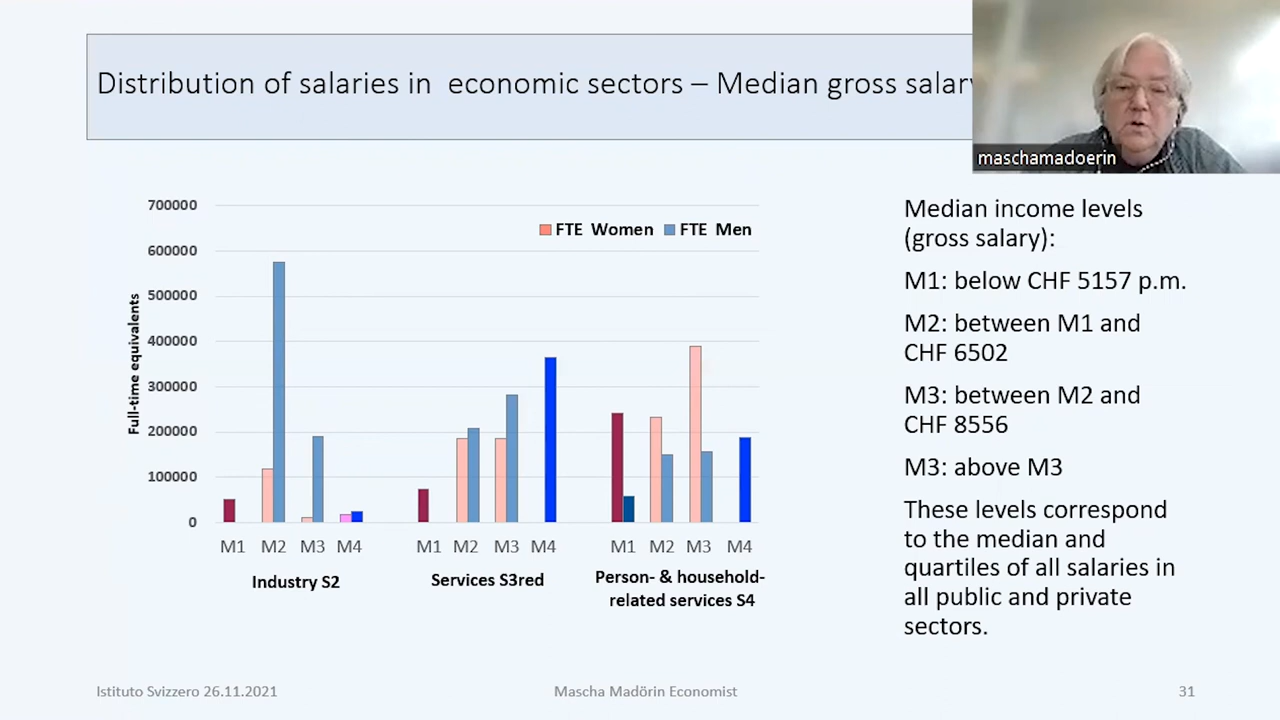 Distribution of salaries in economic sectors – Median gross
maschamadoerin
700000
600000
500000
400000
300000
200000
100000
0
Full-time equivalents
FTE Women FTE Men
M1 M2 M3 M4 M1 M2 M3 M4 M1 M2 M3 M4
Industry S2
Services S3red
Person- & household-
related services S4
Median income levels
(gross salary):
M1: below CHF 5157 p.m.
M2: between M1 and
CHF 6502
M3: between M2 and
CHF 8556
M3: above M3
These levels correspond
to the median and
quartiles of all salaries in
all public and private
sectors.
Istituto Svizzero 26.11.2021
Mascha Madörin Economist
31